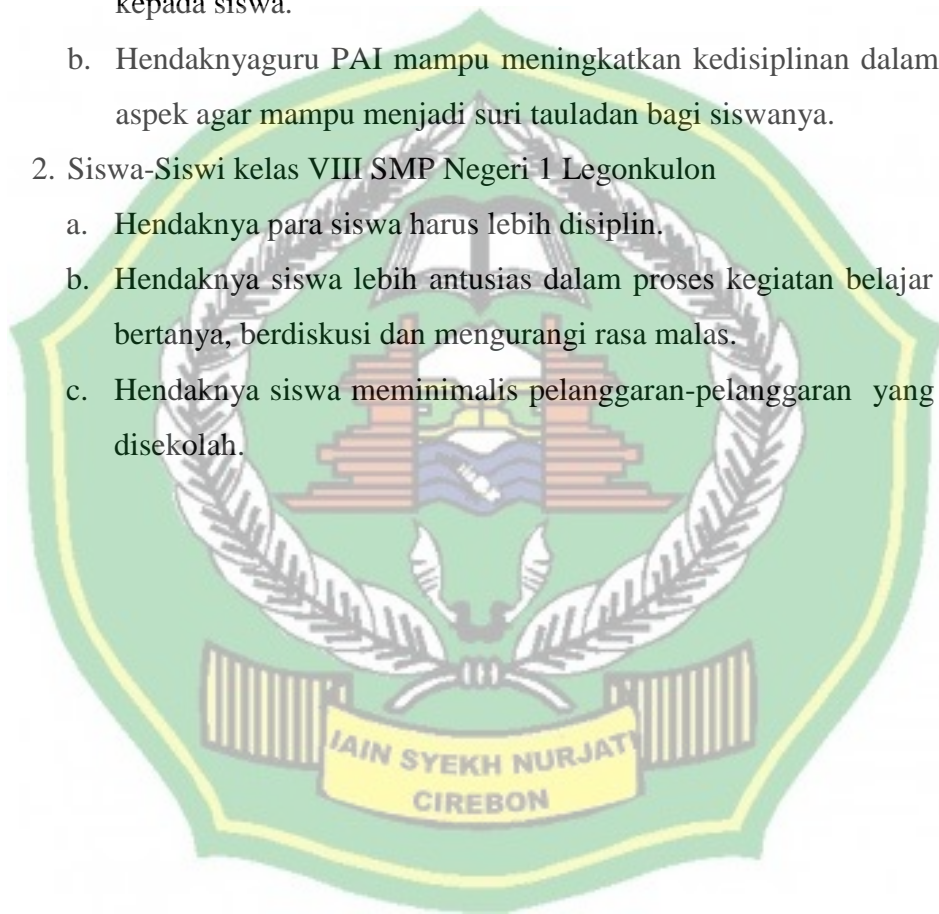 kepada siswa.
b. Hendaknyaguru PAI mampu meningkatkan kedisiplinan dalam
aspek agar mampu menjadi suri tauladan bagi siswanya.
2. Siswa-Siswi kelas VIII SMP Negeri 1 Legonkulon
a. Hendaknya para siswa harus lebih disiplin.
b. Hendaknya siswa lebih antusias dalam proses kegiatan belajar
bertanya, berdiskusi dan mengurangi rasa malas.
c. Hendaknya siswa meminimalis pelanggaran-pelanggaran yang
disekolah.
IAIN SYEKH NURJATI
CIREBON